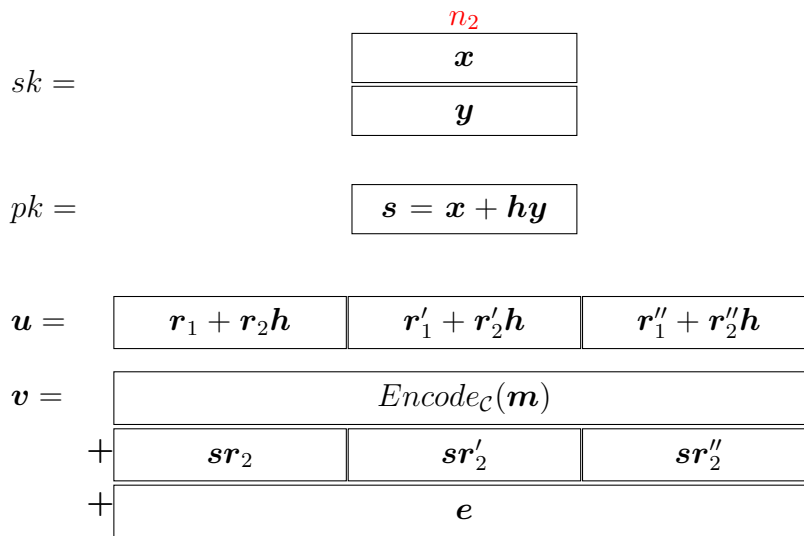 n₂
sk =
x
y
pk =
s = x + hy
u =
r₁ + r₂h
r′₁ + r′₂h
r″₁ + r″₂h
v =
Encode_𝒞(m)
+
sr₂
sr′₂
sr″₂
+
e